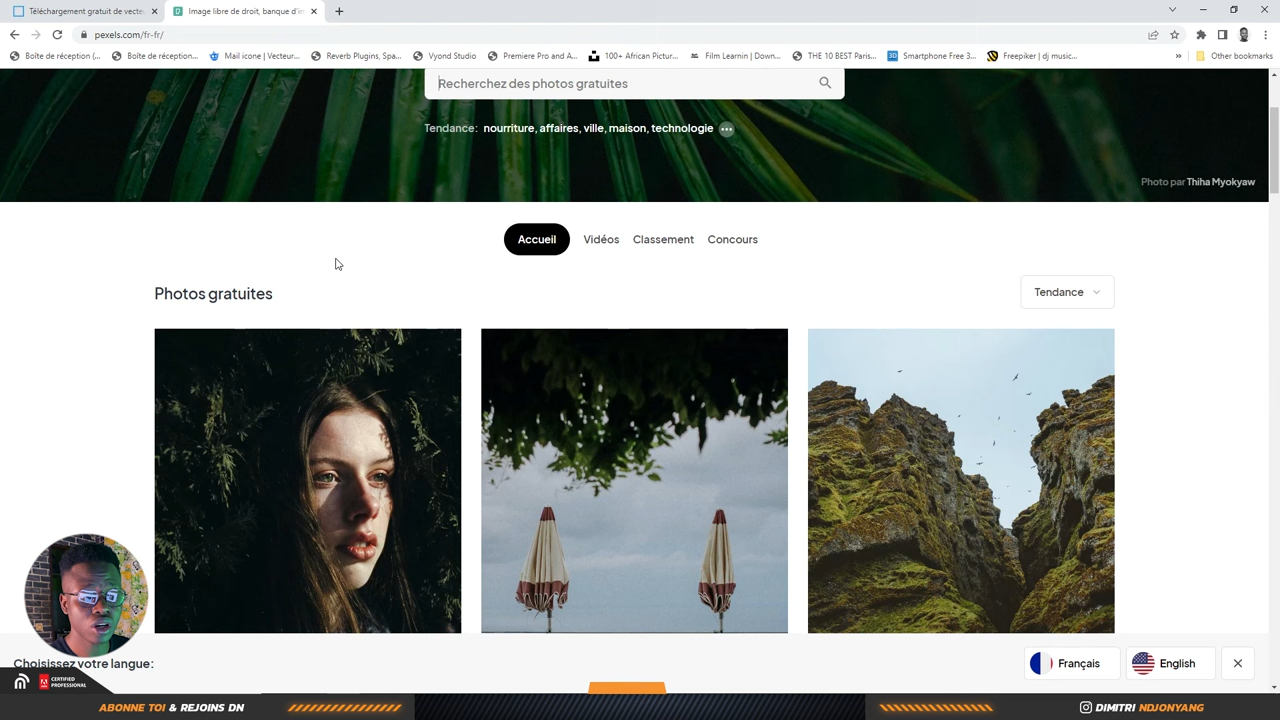 Téléchargement gratuit de vecte
Image libre de droit, banque d'im
pexels.com/fr-fr/
Boîte de réception (...
Boîte de réception...
Mail icone | Vecteur...
Reverb Plugins, Spa...
Vyond Studio
Premiere Pro and A...
100+ African Pictur...
Film Learnin | Down...
THE 10 BEST Paris...
Smartphone Free 3...
Freepiker | dj music...
»
Other bookmarks
Recherchez des photos gratuites
Tendance: nourriture, affaires, ville, maison, technologie
Photo par Thiha Myokyaw
Accueil
Vidéos
Classement
Concours
Photos gratuites
Tendance
Choisissez votre langue:
Français
English
CERTIFIED
PROFESSIONAL
ABONNE TOI & REJOINS DN
DIMITRI NDJONYANG